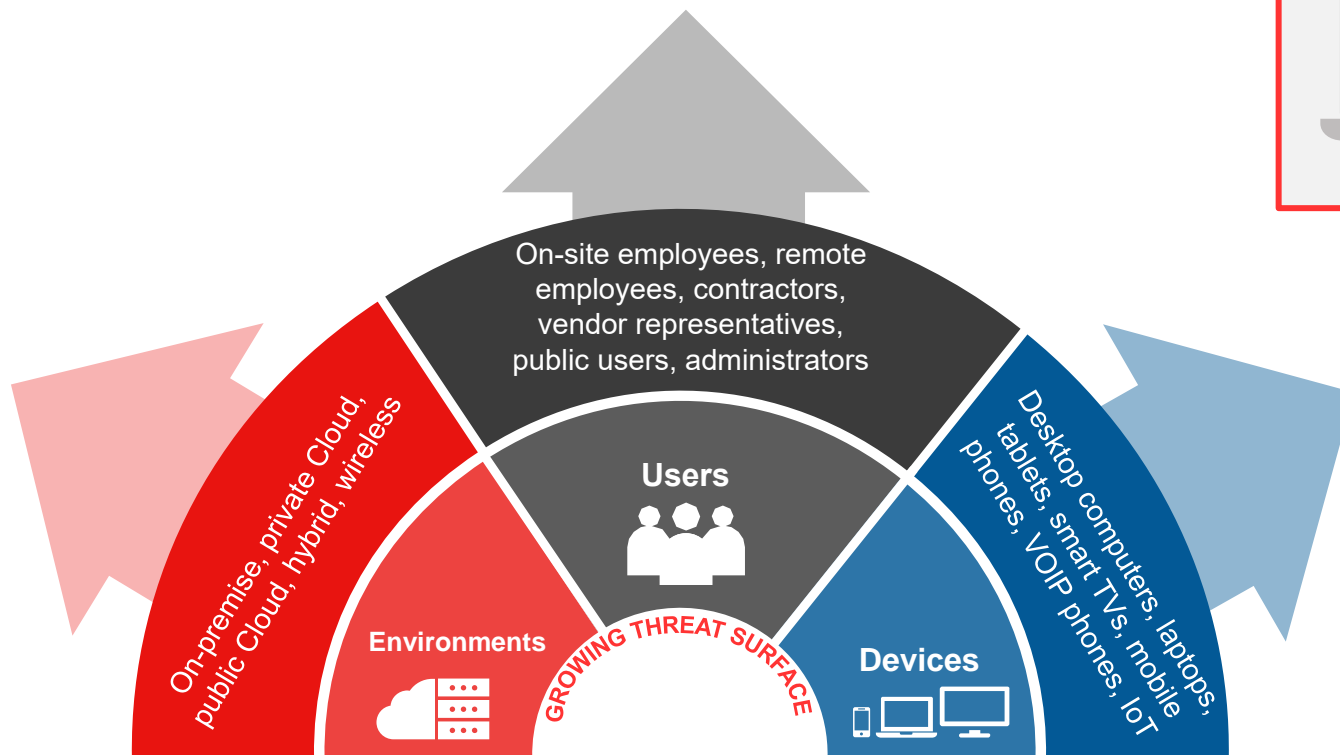 On-site employees, remote
employees, contractors,
vendor representatives,
public users, administrators
On-premise, private Cloud,
public Cloud, hybrid, wireless
Desktop computers, laptops,
tablets, smart TVs, mobile
phones, VOIP phones, IoT
Users
Environments
Devices
GROWING THREAT SURFACE